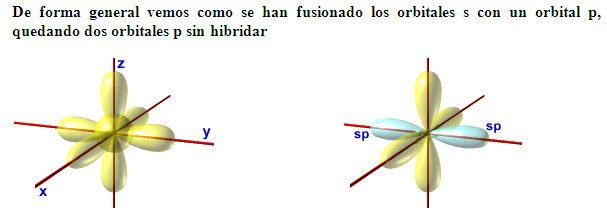 De forma general vemos como se han fusionado los orbitales s con un orbital p,
quedando dos orbitales p sin hibridar
z
y
x
sp
sp